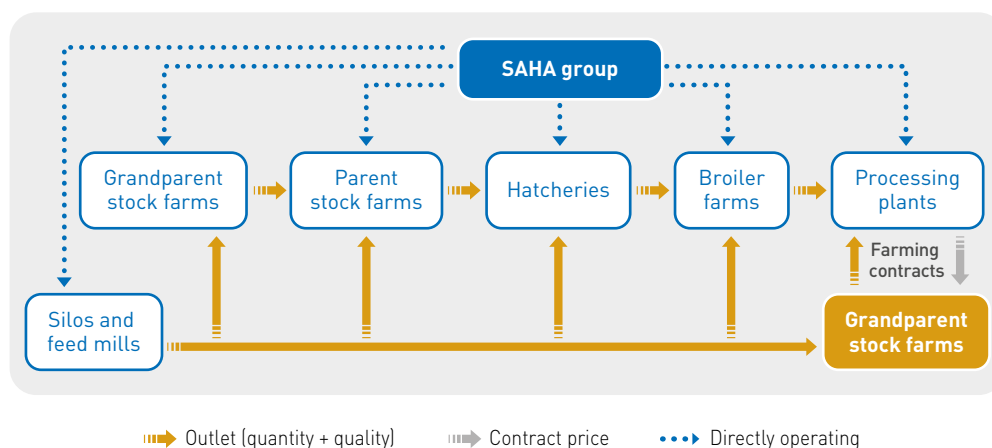 SAHA group
Grandparent
stock farms
Parent
stock farms
Hatcheries
Broiler
farms
Processing
plants
Farming
contracts
Silos and
feed mills
Grandparent
stock farms
Outlet (quantity + quality)
Contract price
Directly operating